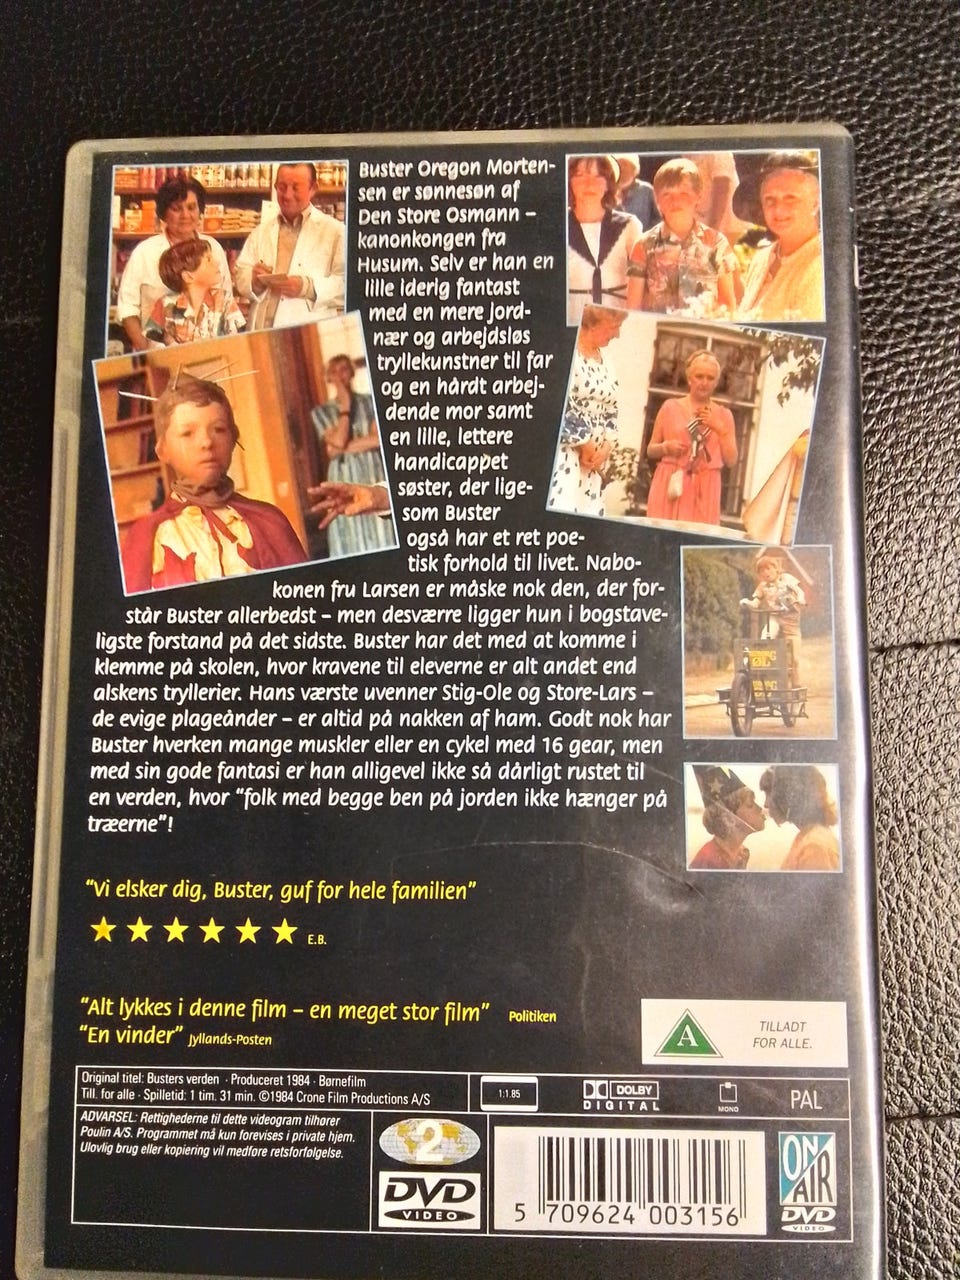 Buster Oregon Morten-
sen er sønnesøn af
Den Store Osmann –
kanonkongen fra
Husum. Selv er han en
lille iderig fantast
med en mere jord-
nær og arbejdsløs
tryllekunstner til far
og en hårdt arbej-
dende mor samt
en lille, lettere
handicappet
søster, der lige-
som Buster
også har et ret poe-
tisk forhold til livet. Nabo-
konen fru Larsen er måske nok den, der for-
står Buster allerbedst – men desværre ligger hun i bogstave-
ligste forstand på det sidste. Buster har det med at komme i
klemme på skolen, hvor kravene til eleverne er alt andet end
alskens tryllerier. Hans værste uvenner Stig-Ole og Store-Lars –
de evige plageånder – er altid på nakken af ham. Godt nok har
Buster hverken mange muskler eller en cykel med 16 gear, men
med sin gode fantasi er han alligevel ikke så dårligt rustet til
en verden, hvor "folk med begge ben på jorden ikke hænger på
træerne"!
"Vi elsker dig, Buster, guf for hele familien"
E.B.
"Alt lykkes i denne film – en meget stor film" Politiken
"En vinder" Jyllands-Posten
A TILLADT
FOR ALLE.
Original titel: Busters verden · Produceret 1984 · Børnefilm
Till. for alle · Spilletid: 1 tim. 31 min. ©1984 Crone Film Productions A/S
1:1.85
DOLBY
DIGITAL
MONO
PAL
ADVARSEL: Rettighederne til dette videogram tilhører
Poulin A/S. Programmet må kun forevises i private hjem.
Ulovlig brug eller kopiering vil medføre retsforfølgelse.
2
DVD
VIDEO
5 709624 003156
ON
AIR
DVD
VIDEO